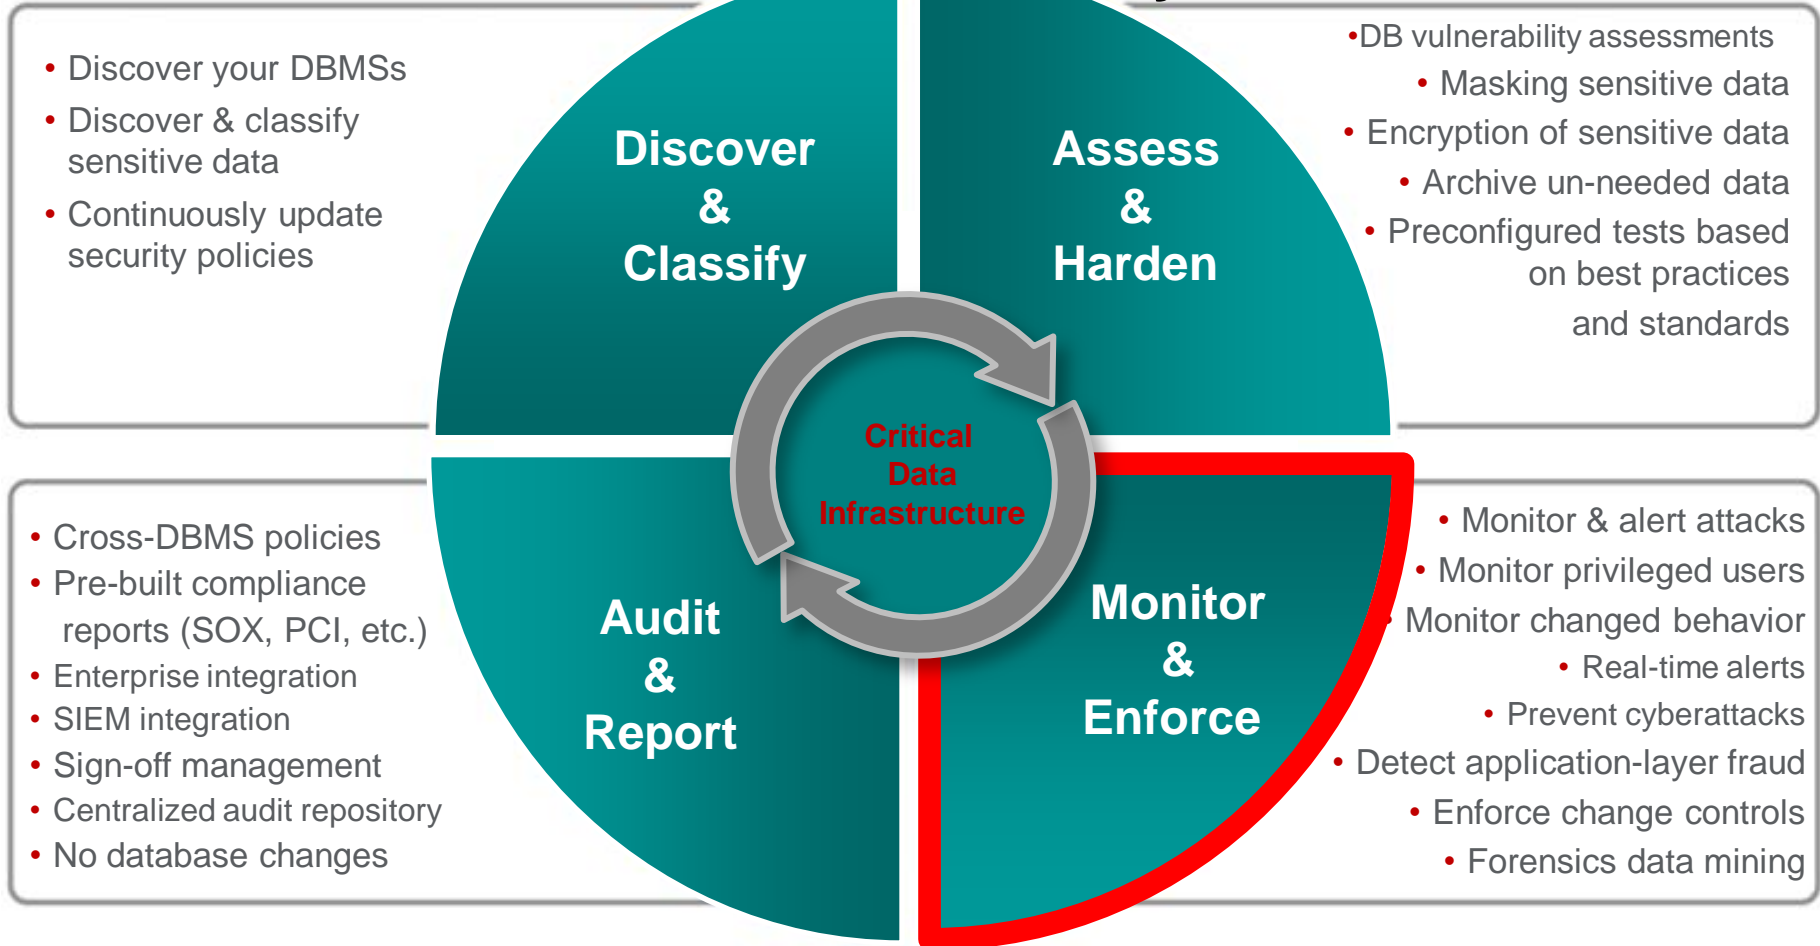 • Discover your DBMSs
• Discover & classify
sensitive data
• Continuously update
security policies
Discover
&
Classify
Assess
&
Harden
•DB vulnerability assessments
• Masking sensitive data
• Encryption of sensitive data
• Archive un-needed data
• Preconfigured tests based
on best practices
and standards
Critical
Data
Infrastructure
• Cross-DBMS policies
• Pre-built compliance
reports (SOX, PCI, etc.)
• Enterprise integration
• SIEM integration
• Sign-off management
• Centralized audit repository
• No database changes
Audit
&
Report
Monitor
&
Enforce
• Monitor & alert attacks
• Monitor privileged users
• Monitor changed behavior
• Real-time alerts
• Prevent cyberattacks
• Detect application-layer fraud
• Enforce change controls
• Forensics data mining